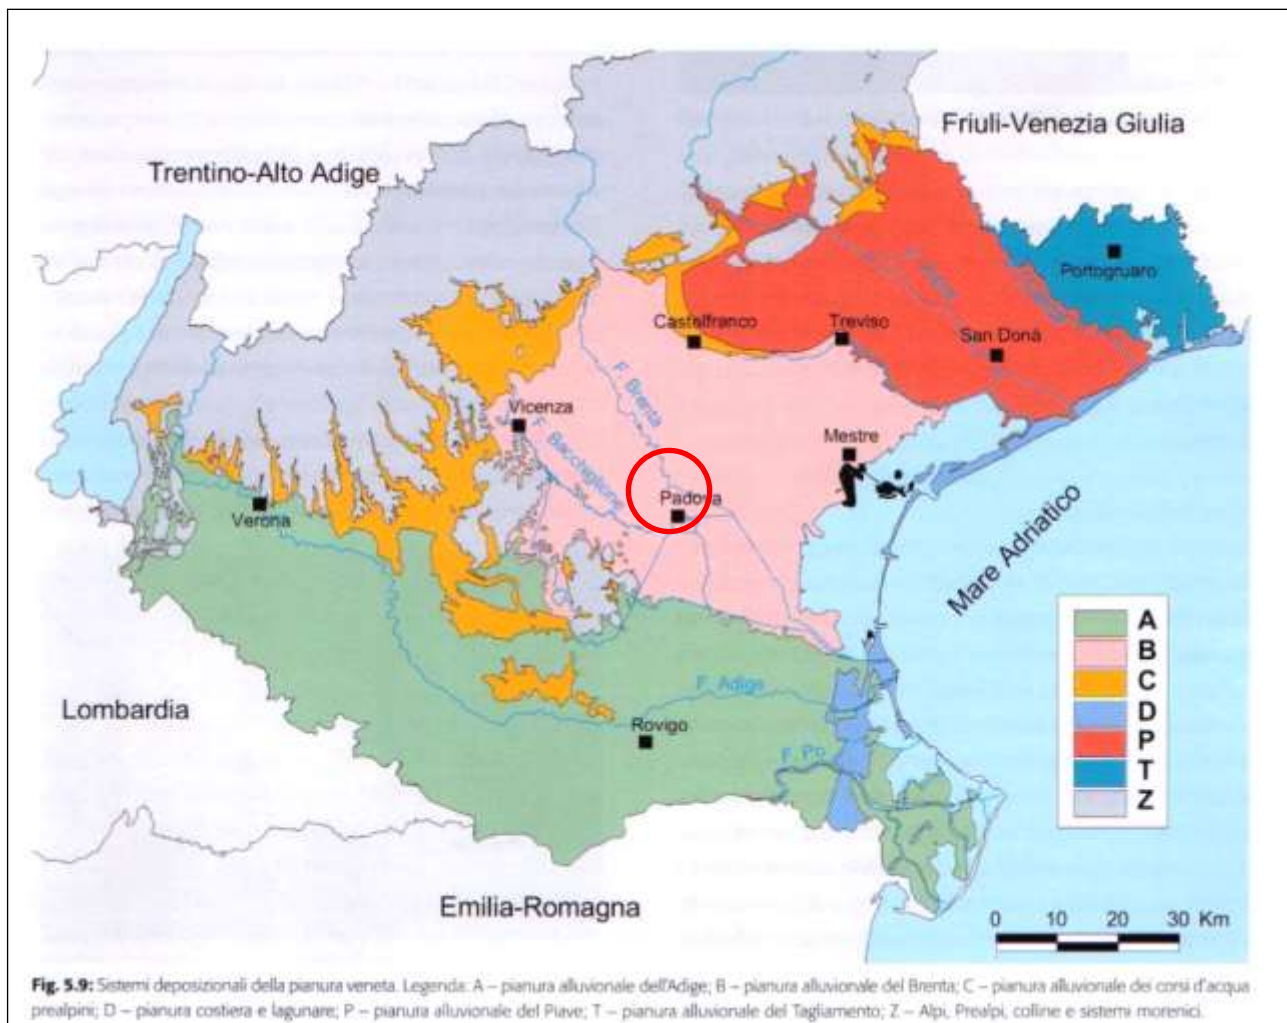 Friuli-Venezia Giulia
Trentino-Alto Adige
Portogruaro
Castelfranco
Treviso
San Donà
F. Brenta
Vicenza
F. Bacchiglione
Mestre
Padova
Verona
Mare Adriatico
A
B
C
D
P
T
Z
Lombardia
F. Adige
Rovigo
F. Po
Emilia-Romagna
0 10 20 30 Km
Fig. 5.9: Sistemi deposizionali della pianura veneta. Legenda: A – pianura alluvionale dell'Adige; B – pianura alluvionale del Brenta; C – pianura alluvionale dei corsi d'acqua
prealpini; D – pianura costiera e lagunare; P – pianura alluvionale del Piave; T – pianura alluvionale del Tagliamento; Z – Alpi, Prealpi, colline e sistemi morenici.